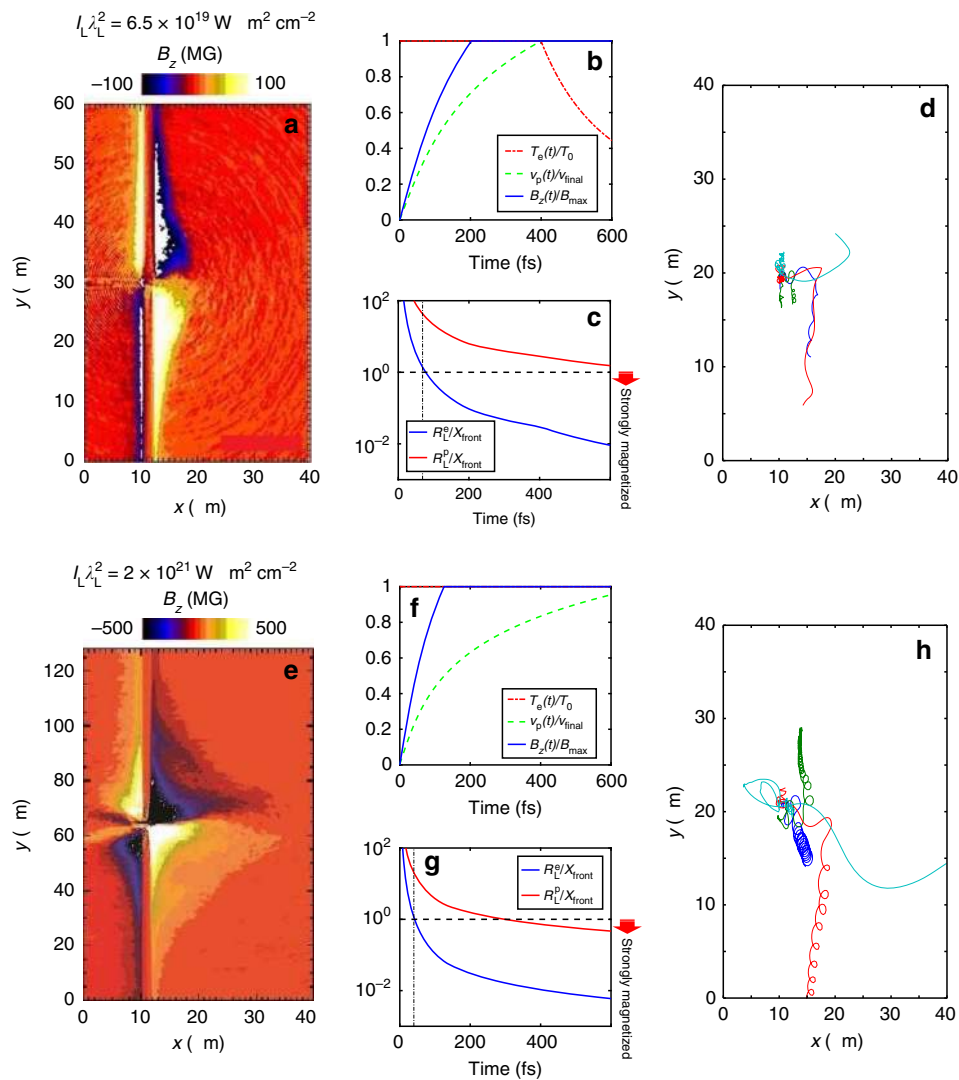 I_L λ_L^2 = 6.5 × 10^19 W m^2 cm^−2
B_z (MG)
−100 100
a
60
50
40
30
20
10
0
y ( m)
0 10 20 30 40
x ( m)
b
1
0.8
0.6
0.4
0.2
0
T_e(t)/T_0
v_p(t)/v_final
B_z(t)/B_max
0 200 400 600
Time (fs)
c
10^2
10^0
10^−2
R_L^e/X_front
R_L^p/X_front
Strongly magnetized
0 200 400
Time (fs)
d
40
30
20
10
0
y ( m)
0 10 20 30 40
x ( m)
I_L λ_L^2 = 2 × 10^21 W m^2 cm^−2
B_z (MG)
−500 500
e
120
100
80
60
40
20
0
y ( m)
0 10 20 30 40
x ( m)
f
1
0.8
0.6
0.4
0.2
0
T_e(t)/T_0
v_p(t)/v_final
B_z(t)/B_max
0 200 400 600
Time (fs)
g
10^2
10^0
10^−2
R_L^e/X_front
R_L^p/X_front
Strongly magnetized
0 200 400
Time (fs)
h
40
30
20
10
0
y ( m)
0 10 20 30 40
x ( m)